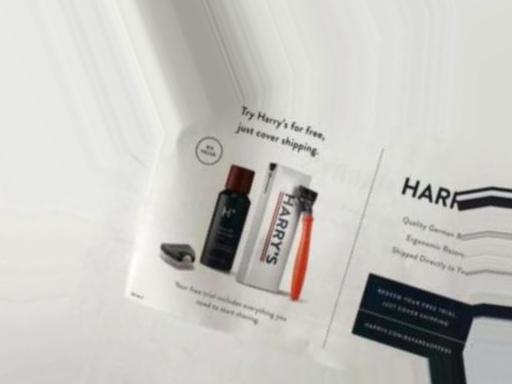 Try Harry's for free,
just cover shipping.
H'
HARRY'S
Your free trial includes everything you
need to start shaving.
HARR
Quality German
Ergonomic Razors,
Shipped Directly to You
REDEEM YOUR FREE TRIAL,
JUST COVER SHIPPING